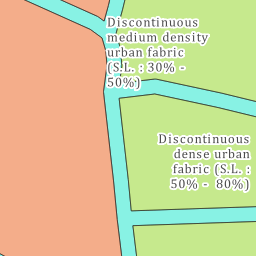 Discontinuous
medium density
urban fabric
(S.L. : 30% -
50%)
Discontinuous
dense urban
fabric (S.L. :
50% -  80%)